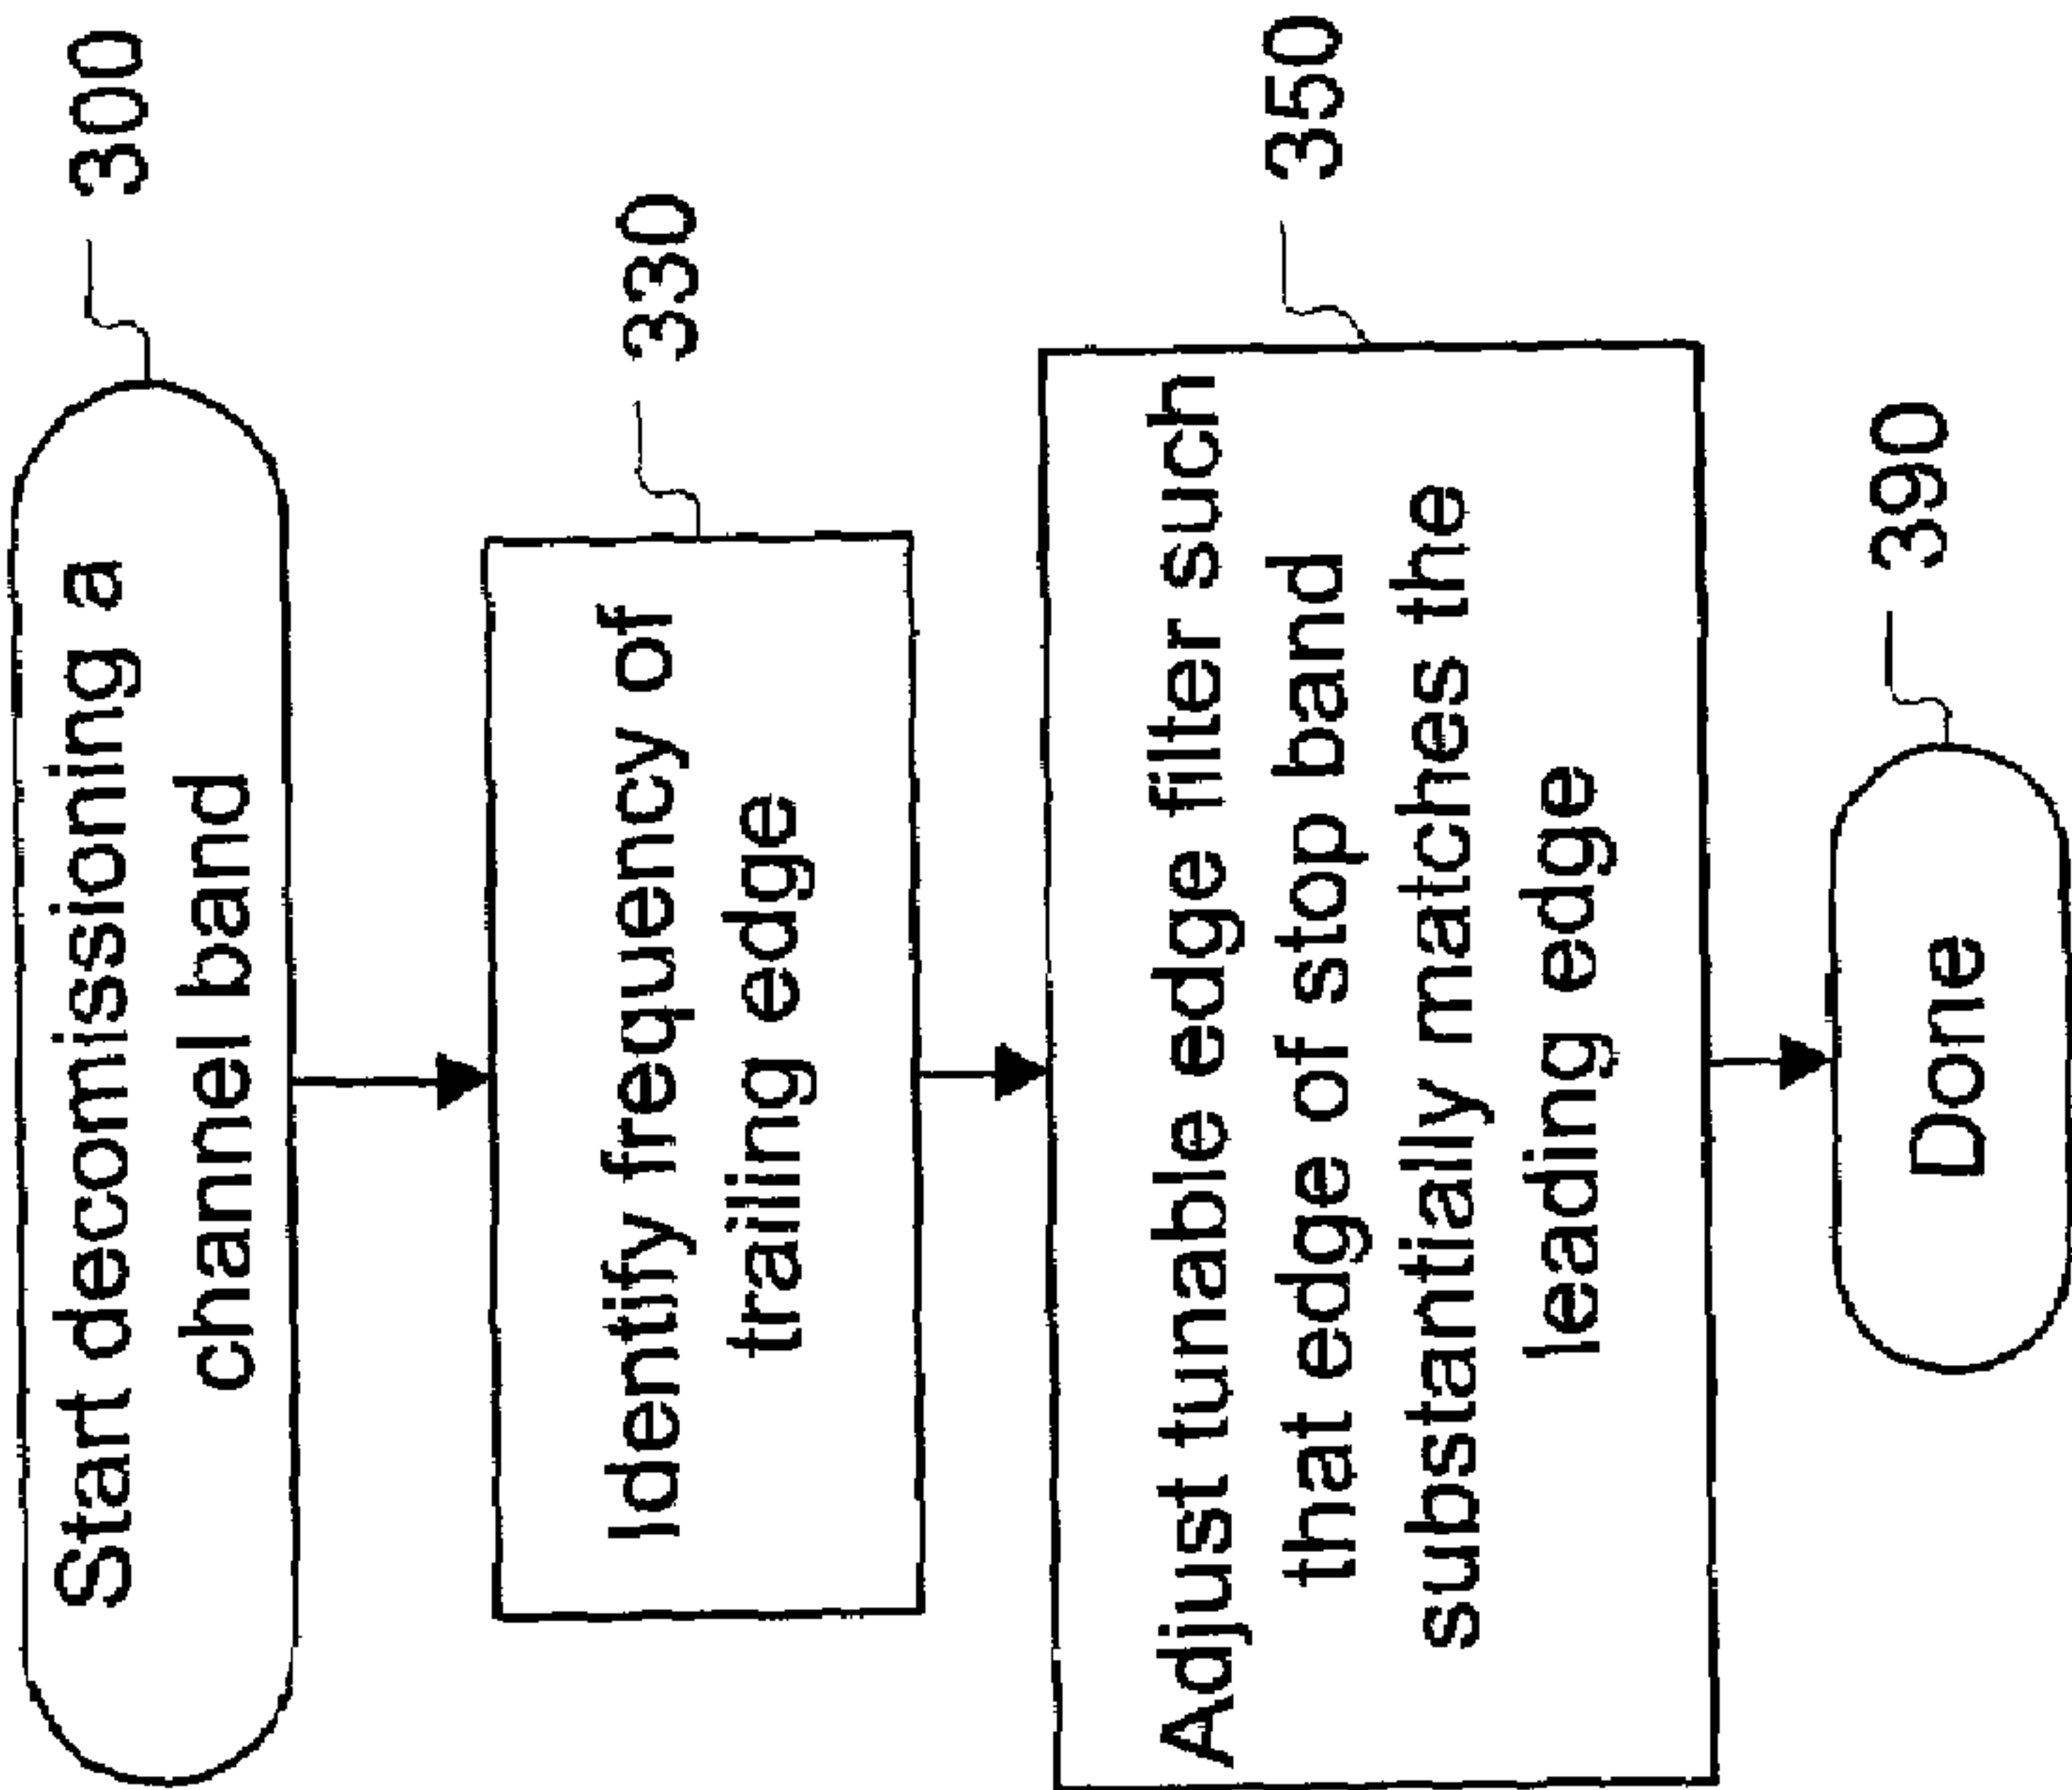 Start decomissioning a
channel band
300
Identify frequency of
trailing edge
330
Adjust tunable edge filter such
that edge of stop band
substantially matches the
leading edge
350
Done
390